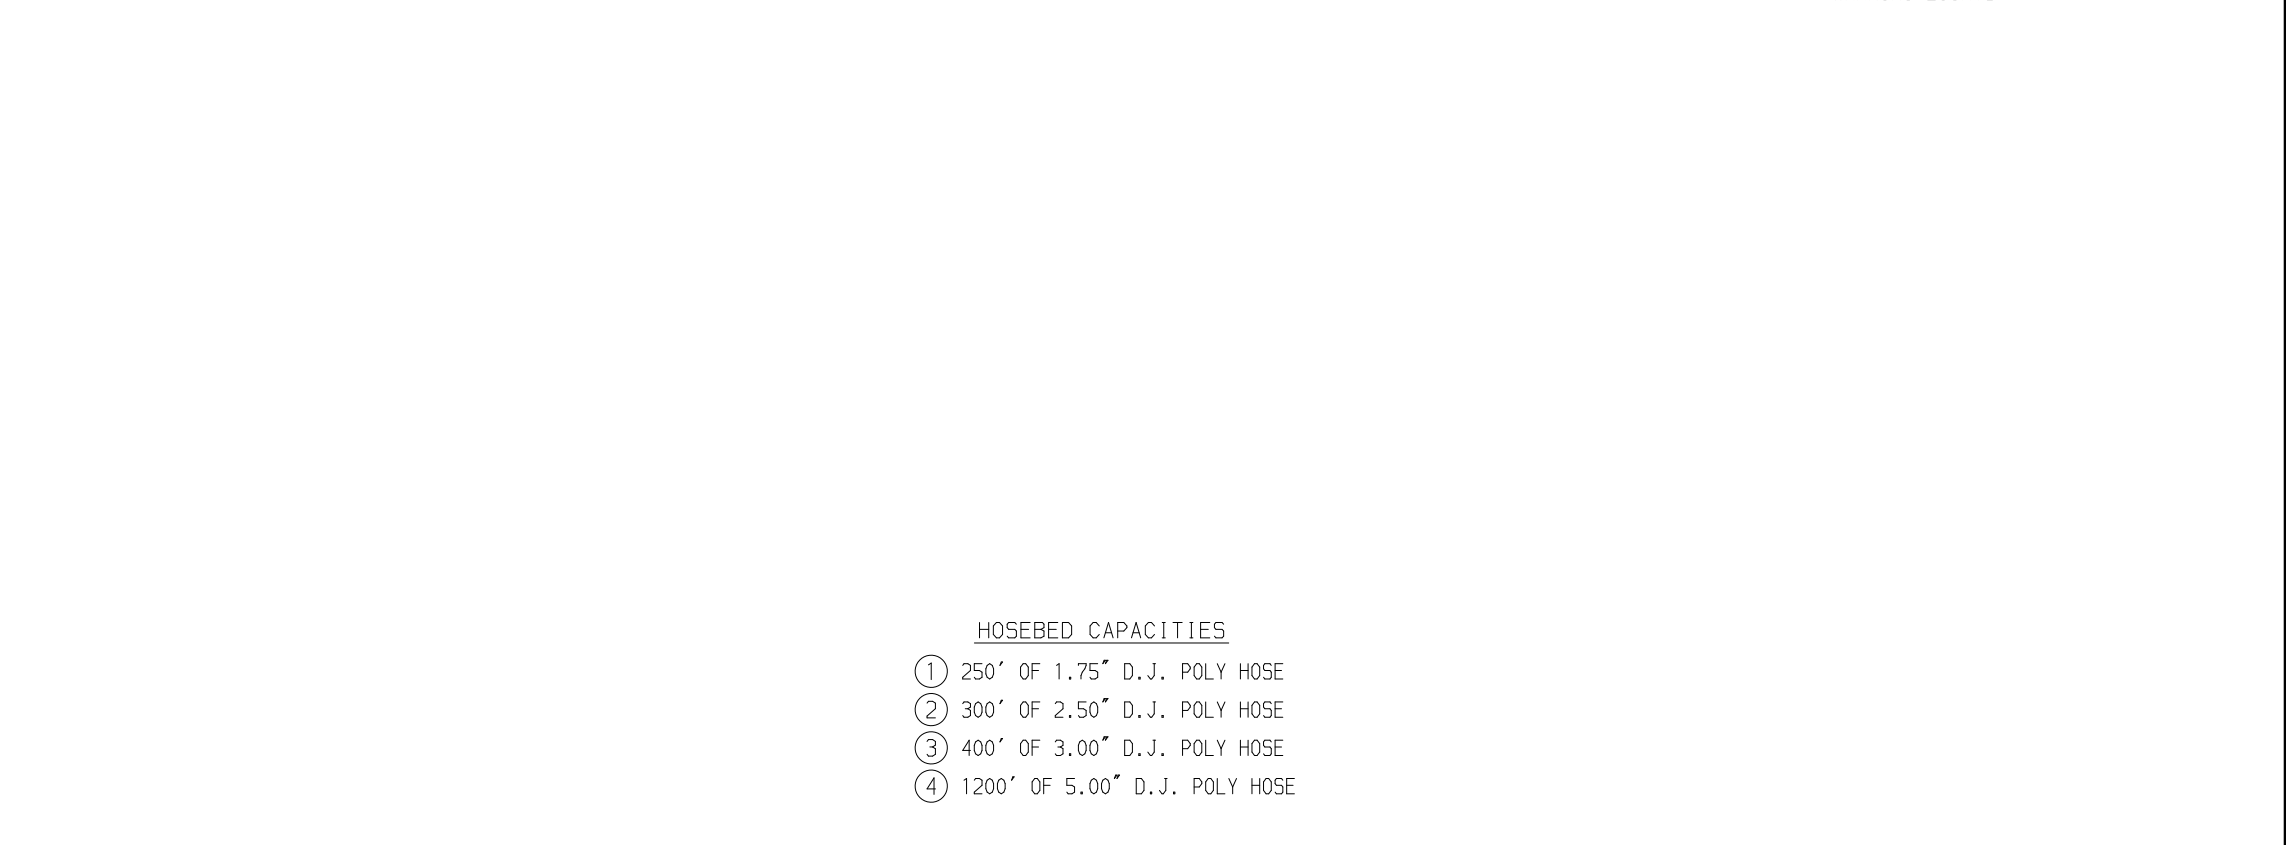 HOSEBED CAPACITIES
1 250' OF 1.75" D.J. POLY HOSE
2 300' OF 2.50" D.J. POLY HOSE
3 400' OF 3.00" D.J. POLY HOSE
4 1200' OF 5.00" D.J. POLY HOSE